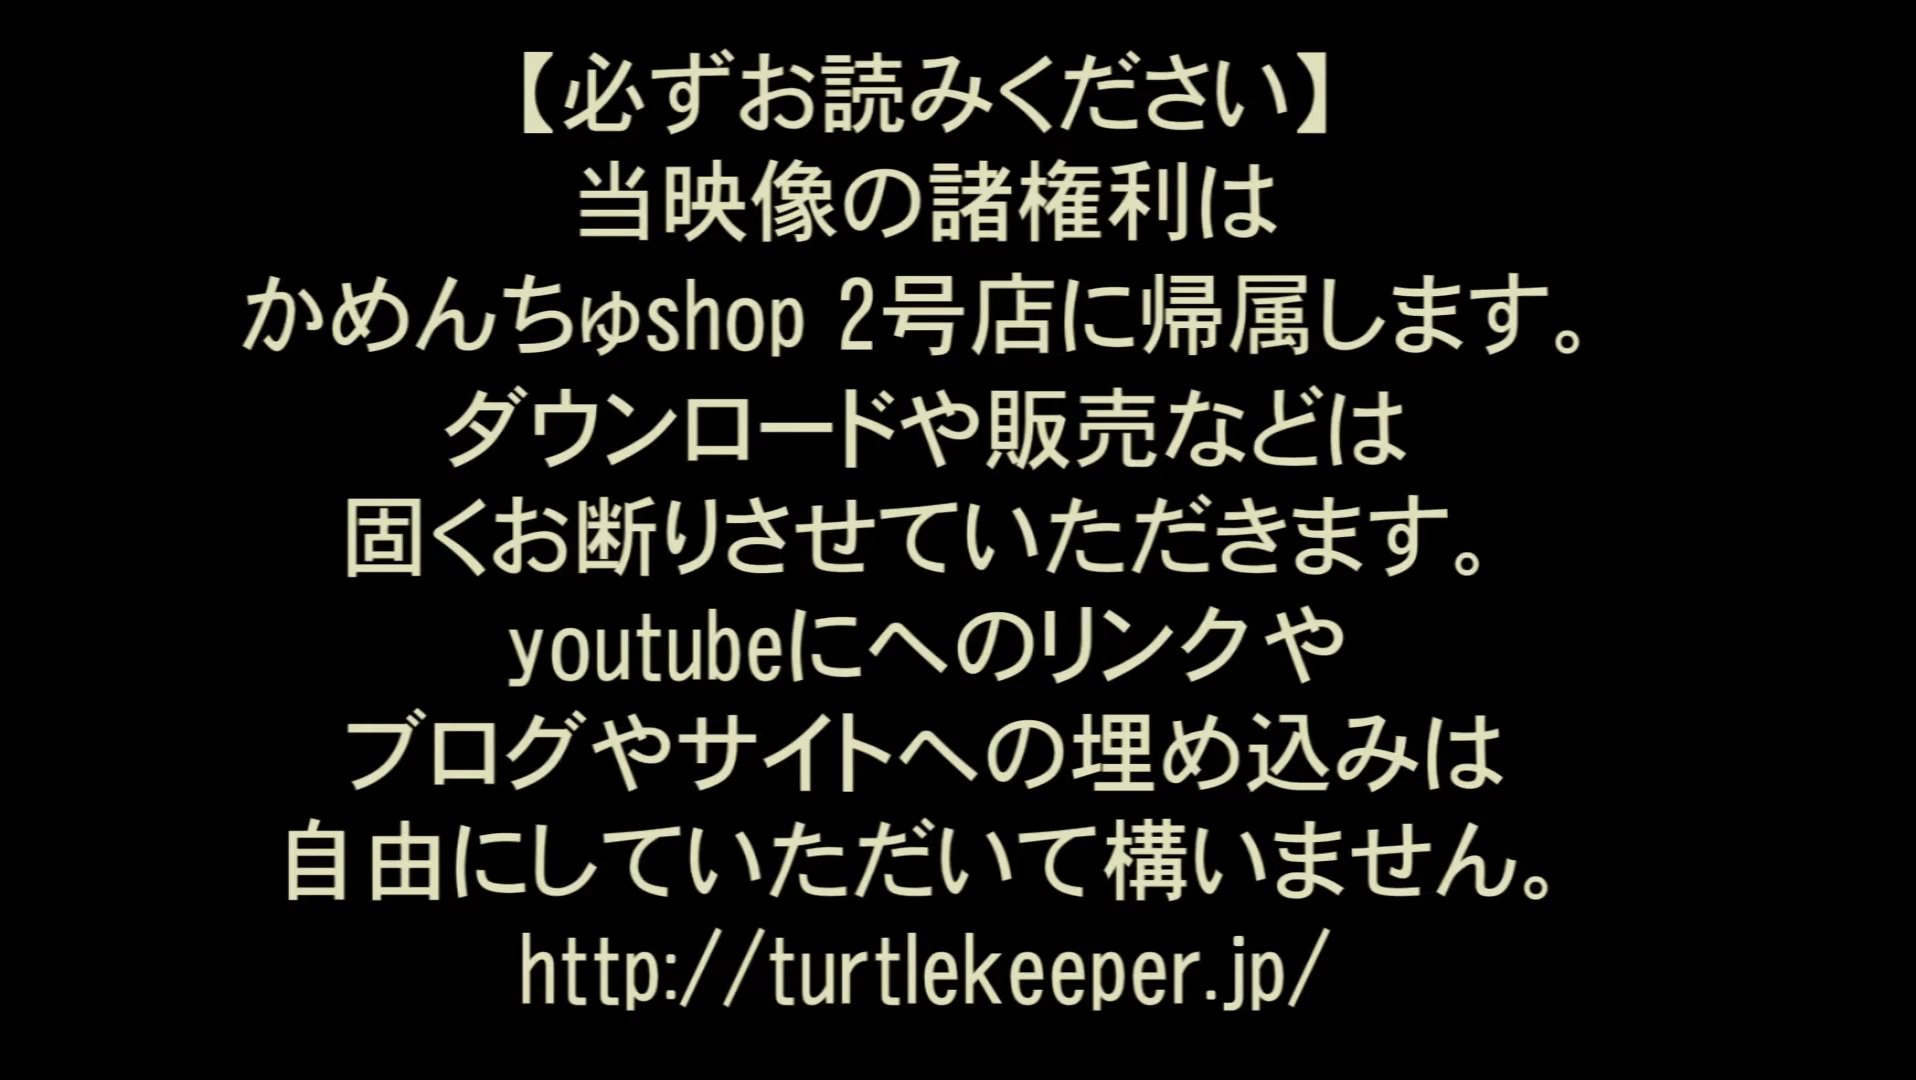 【必ずお読みください】
当映像の諸権利は
かめんちゅshop 2号店に帰属します。
ダウンロードや販売などは
固くお断りさせていただきます。
youtubeにへのリンクや
ブログやサイトへの埋め込みは
自由にしていただいて構いません。
http://turtlekeeper.jp/